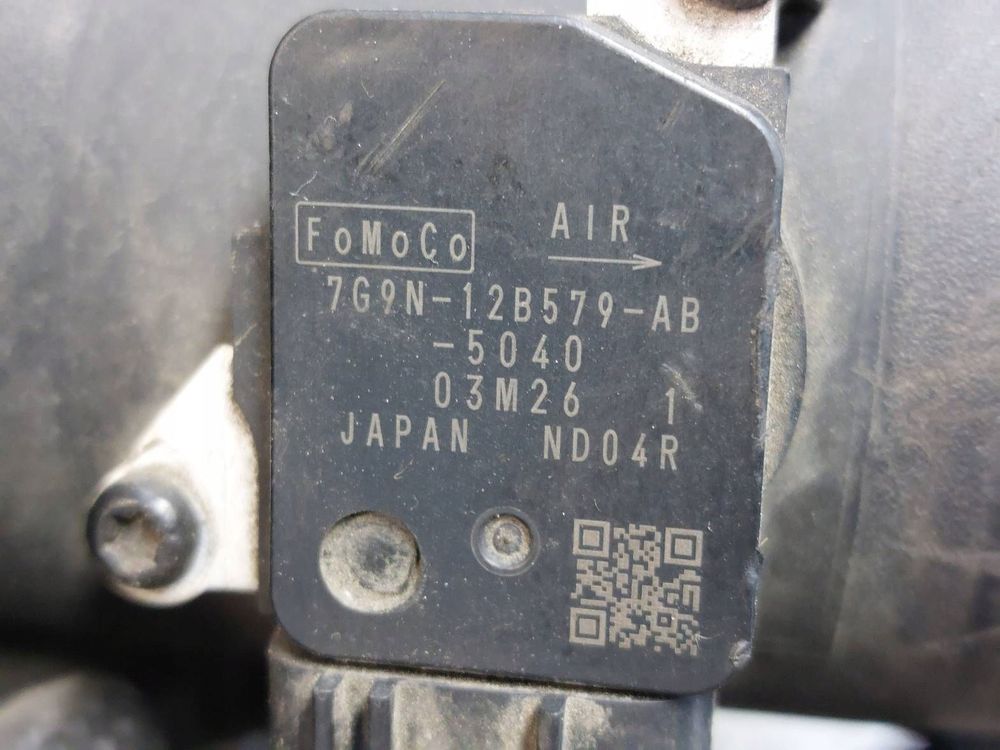 FoMoCo AIR
7G9N-12B579-AB
-5040
03M26 1
JAPAN ND04R